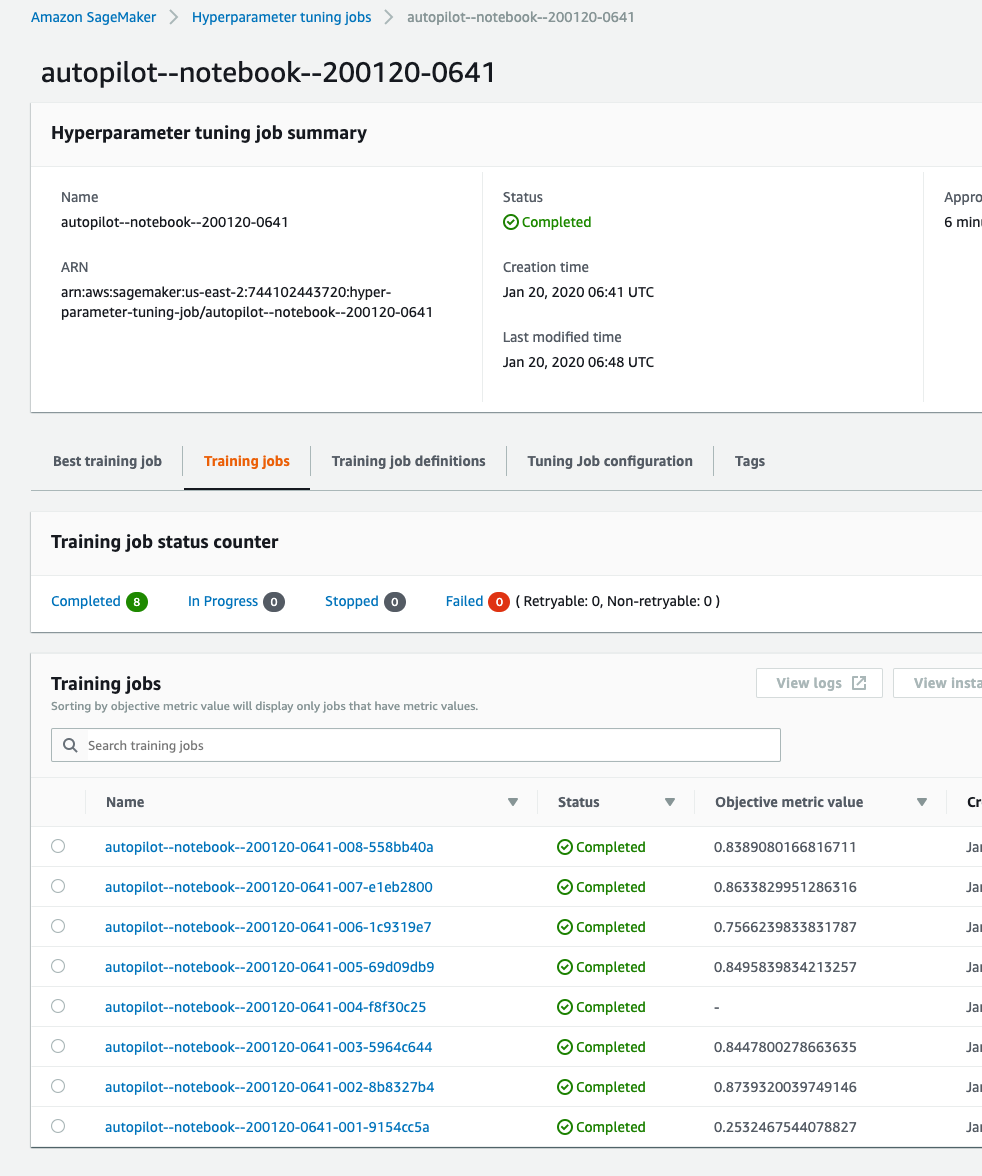 Amazon SageMaker > Hyperparameter tuning jobs > autopilot--notebook--200120-0641
autopilot--notebook--200120-0641
Hyperparameter tuning job summary
Name
autopilot--notebook--200120-0641
ARN
arn:aws:sagemaker:us-east-2:744102443720:hyper-
parameter-tuning-job/autopilot--notebook--200120-0641
Status
Completed
Creation time
Jan 20, 2020 06:41 UTC
Last modified time
Jan 20, 2020 06:48 UTC
Appro
6 min
Best training job Training jobs Training job definitions Tuning Job configuration Tags
Training job status counter
Completed 8 In Progress 0 Stopped 0 Failed 0 ( Retryable: 0, Non-retryable: 0 )
Training jobs
Sorting by objective metric value will display only jobs that have metric values.
View logs View insta
Search training jobs
Name Status Objective metric value Cr
autopilot--notebook--200120-0641-008-558bb40a Completed 0.8389080166816711 Jan
autopilot--notebook--200120-0641-007-e1eb2800 Completed 0.8633829951286316 Jan
autopilot--notebook--200120-0641-006-1c9319e7 Completed 0.7566239833831787 Jan
autopilot--notebook--200120-0641-005-69d09db9 Completed 0.8495839834213257 Jan
autopilot--notebook--200120-0641-004-f8f30c25 Completed - Jan
autopilot--notebook--200120-0641-003-5964c644 Completed 0.8447800278663635 Jan
autopilot--notebook--200120-0641-002-8b8327b4 Completed 0.8739320039749146 Jan
autopilot--notebook--200120-0641-001-9154cc5a Completed 0.2532467544078827 Jan